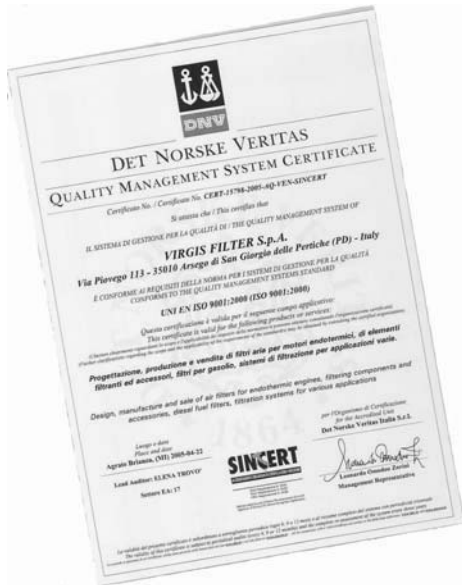 DNV
DET NORSKE VERITAS
QUALITY MANAGEMENT SYSTEM CERTIFICATE
Certificato No. / Certificate No. CERT-15798-2005-AQ-VEN-SINCERT
Si attesta che / This certifies that
IL SISTEMA DI GESTIONE PER LA QUALITÀ DI / THE QUALITY MANAGEMENT SYSTEM OF
VIRGIS FILTER S.p.A.
Via Piovego 113 - 35010 Arsego di San Giorgio delle Pertiche (PD) - Italy
È CONFORME AI REQUISITI DELLA NORMA PER I SISTEMI DI GESTIONE PER LA QUALITÀ
CONFORMS TO THE QUALITY MANAGEMENT SYSTEMS STANDARD
UNI EN ISO 9001:2000 (ISO 9001:2000)
Questa certificazione è valida per il seguente campo applicativo:
This certificate is valid for the following products or services:
Progettazione, produzione e vendita di filtri aria per motori endotermici, di elementi
filtranti ed accessori, filtri per gasolio, sistemi di filtrazione per applicazioni varie.
Design, manufacture and sale of air filters for endothermic engines, filtering components and
accessories, diesel fuel filters, filtration systems for various applications
1864
Luogo e data
Place and date
Agrate Brianza, (MI) 2005-04-22
per l'Organismo di Certificazione
for the Accredited Unit
Det Norske Veritas Italia S.r.l.
Lead Auditor: ELENA TROVO'
Settore EA: 17
SINCERT
Leonardo Omodeo Zorini
Management Representative